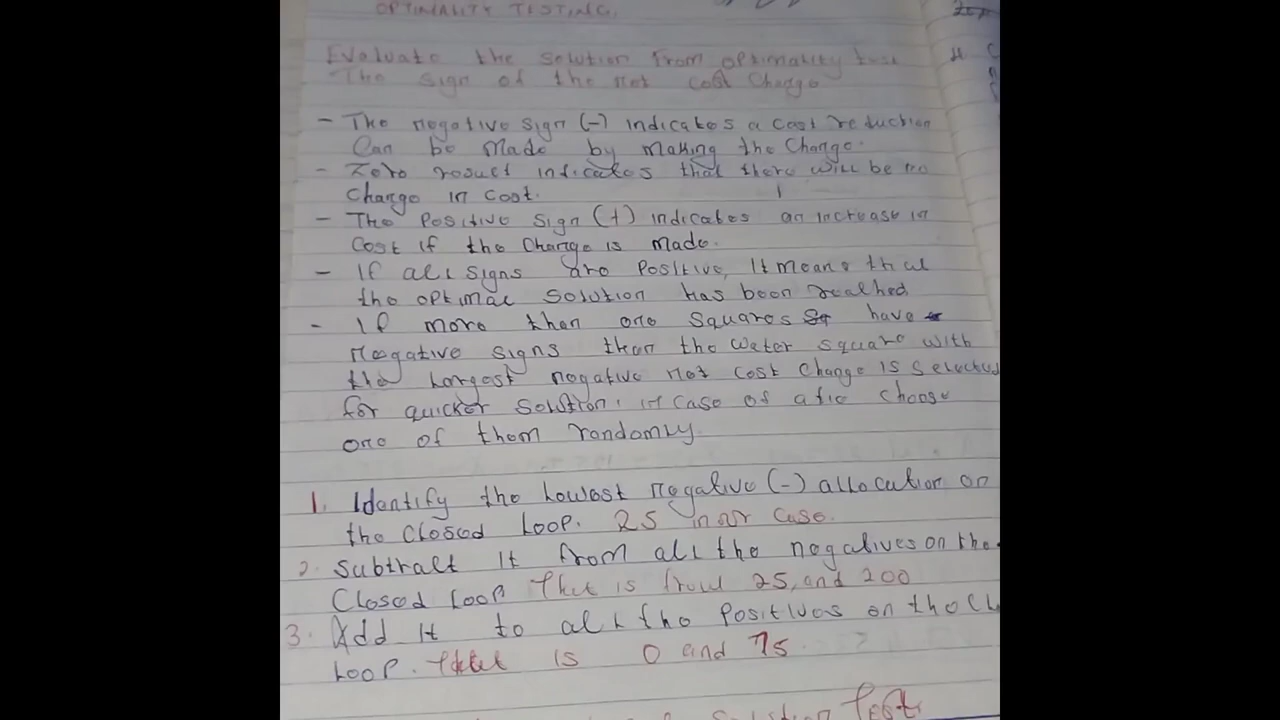 OPTIMALITY TESTING.
Evaluate the solution from optimality test
The sign of the net cost change
- The negative sign (-) indicates a cost reduction
can be made by making the change.
- Zero result indicates that there will be no
change in cost.
- The positive sign (+) indicates an increase in
cost if the change is made.
- If all signs are positive, it means that
the optimal solution has been reached
- If more then one squares have
negative signs than the water square with
the largest negative net cost change is selected
for quicker solution. in case of a tie choose
one of them randomly.
1. Identify the lowest negative (-) allocation on
the closed loop. 25 in our case.
2. Subtract it from all the negatives on the
closed loop That is from 25, and 200
3. Add it to all the positives on the cl
loop. that is 0 and 75.
solution Test.